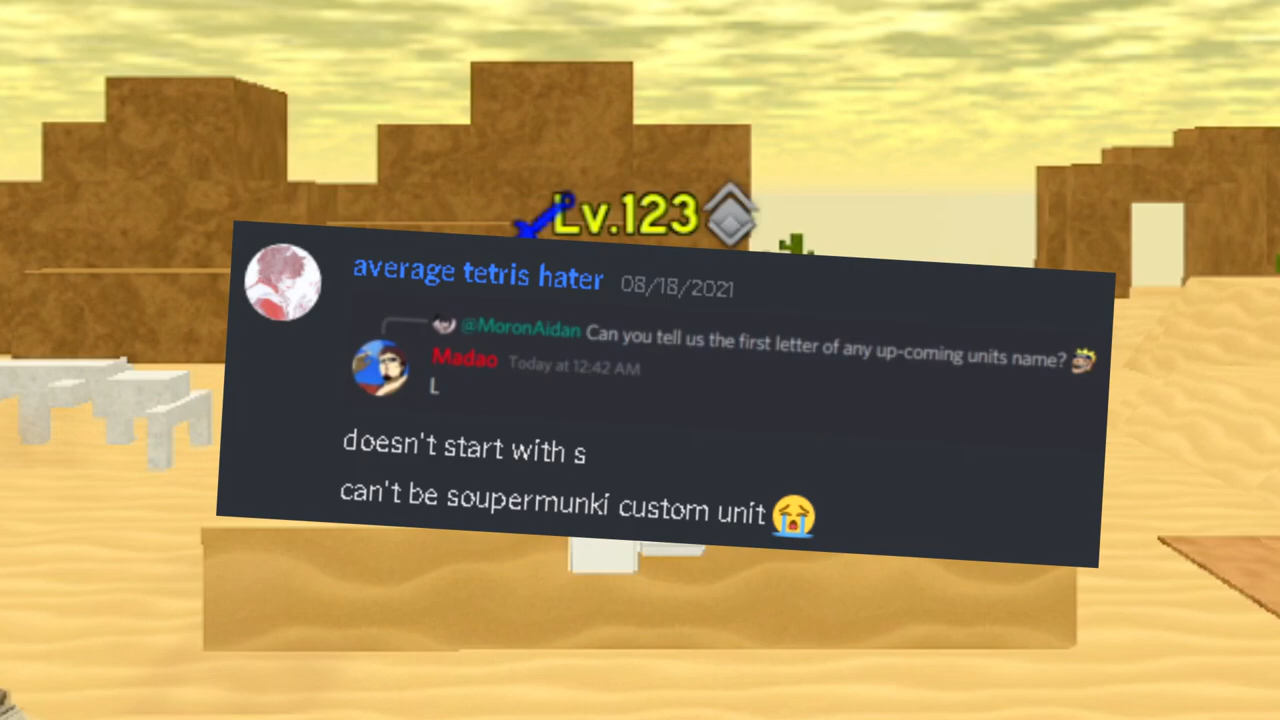 Lv.123
average tetris hater 08/18/2021
@MoronAidan Can you tell us the first letter of any up-coming units name?
Madao Today at 12:42 AM
L
doesn't start with s
can't be soupermunki custom unit